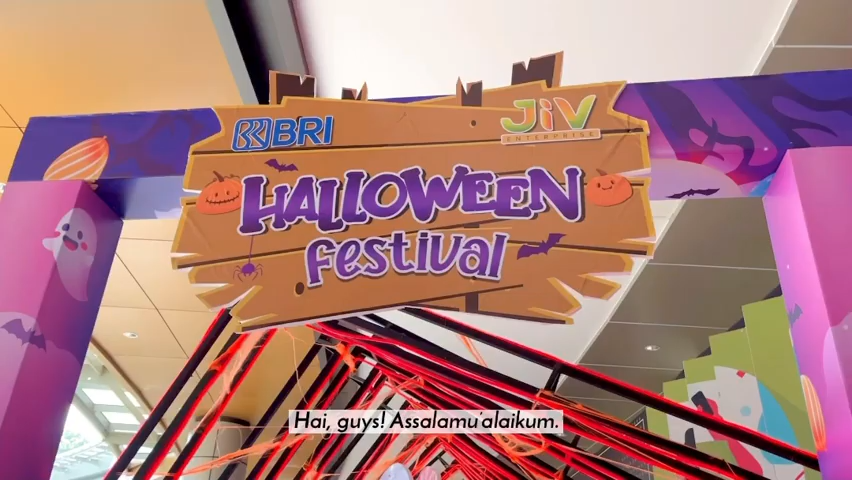 BRI
JiV
ENTERPRISE
HALLOWEEN
festival
Hai, guys! Assalamu'alaikum.